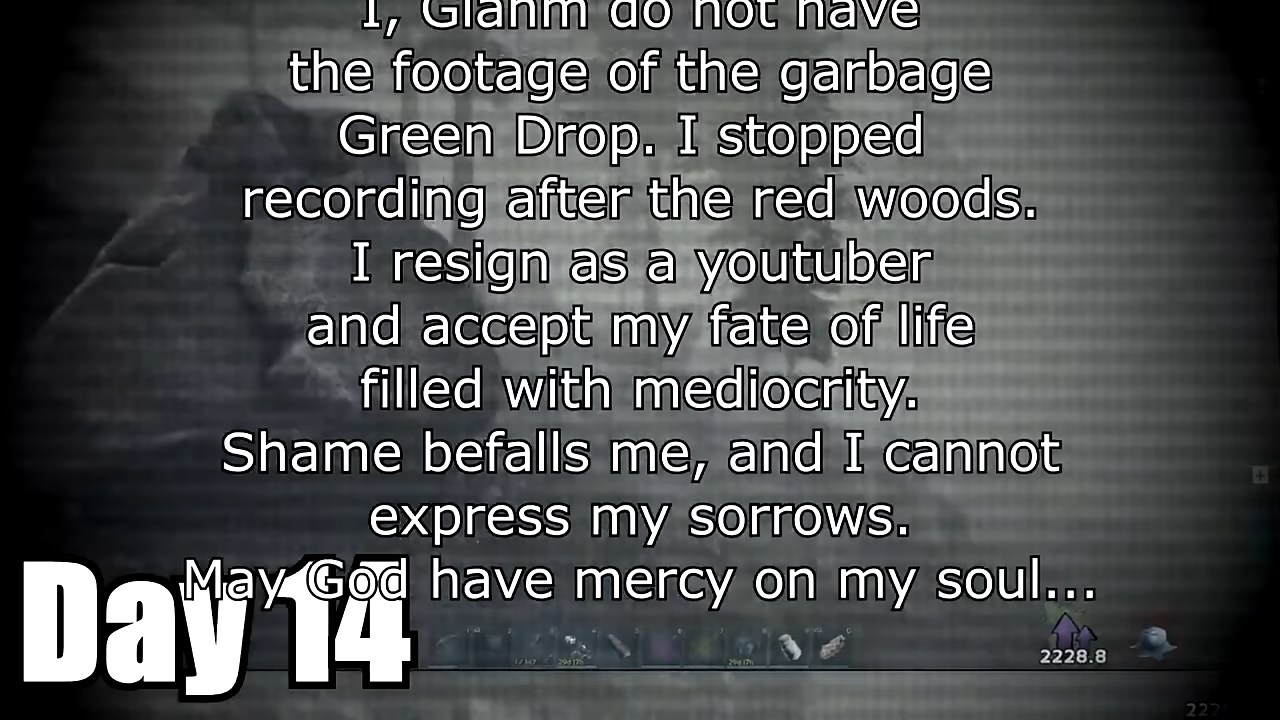 I, Glahm do not have
the footage of the garbage
Green Drop. I stopped
recording after the red woods.
I resign as a youtuber
and accept my fate of life
filled with mediocrity.
Shame befalls me, and I cannot
express my sorrows.
May God have mercy on my soul...
Day 14
2228.8